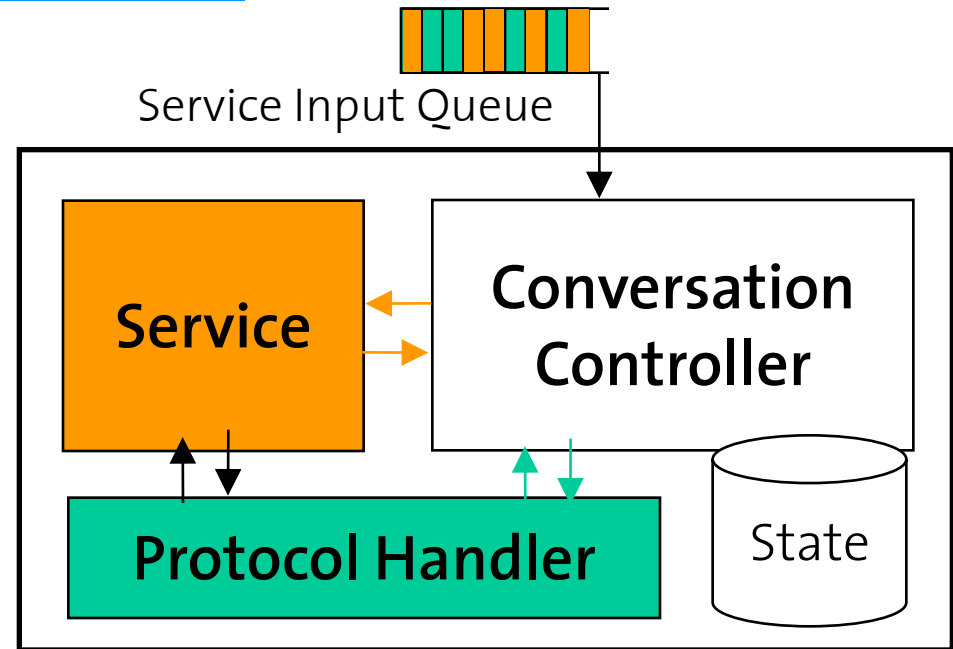 Service Input Queue
Service
Conversation
Controller
Protocol Handler
State